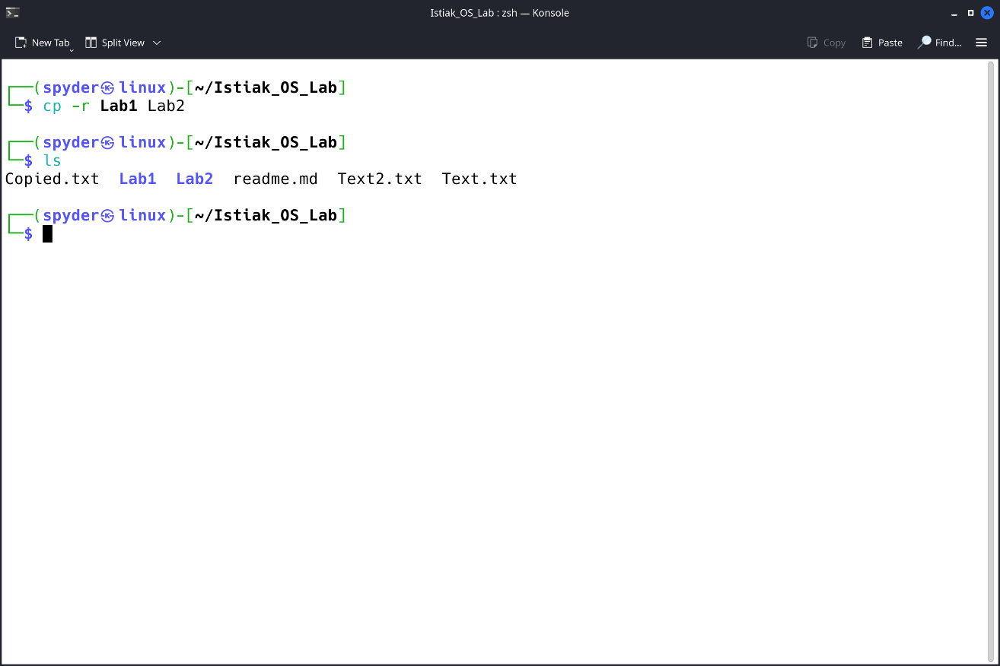 Istiak_OS_Lab : zsh — Konsole
New Tab Split View Copy Paste Find...
┌──(spyder㉿linux)-[~/Istiak_OS_Lab]
└─$ cp -r Lab1 Lab2
┌──(spyder㉿linux)-[~/Istiak_OS_Lab]
└─$ ls
Copied.txt  Lab1  Lab2  readme.md  Text2.txt  Text.txt
┌──(spyder㉿linux)-[~/Istiak_OS_Lab]
└─$